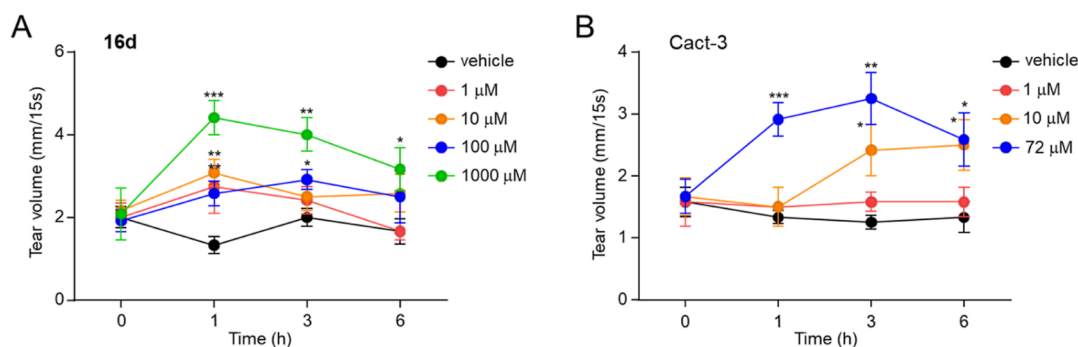 A
16d
Tear volume (mm/15s)
6
4
2
0
***
**
**
**
*
*
0 1 3 6
Time (h)
vehicle
1 μM
10 μM
100 μM
1000 μM
B
Cact-3
Tear volume (mm/15s)
4
3
2
1
0
***
**
*
*
*
0 1 3 6
Time (h)
vehicle
1 μM
10 μM
72 μM